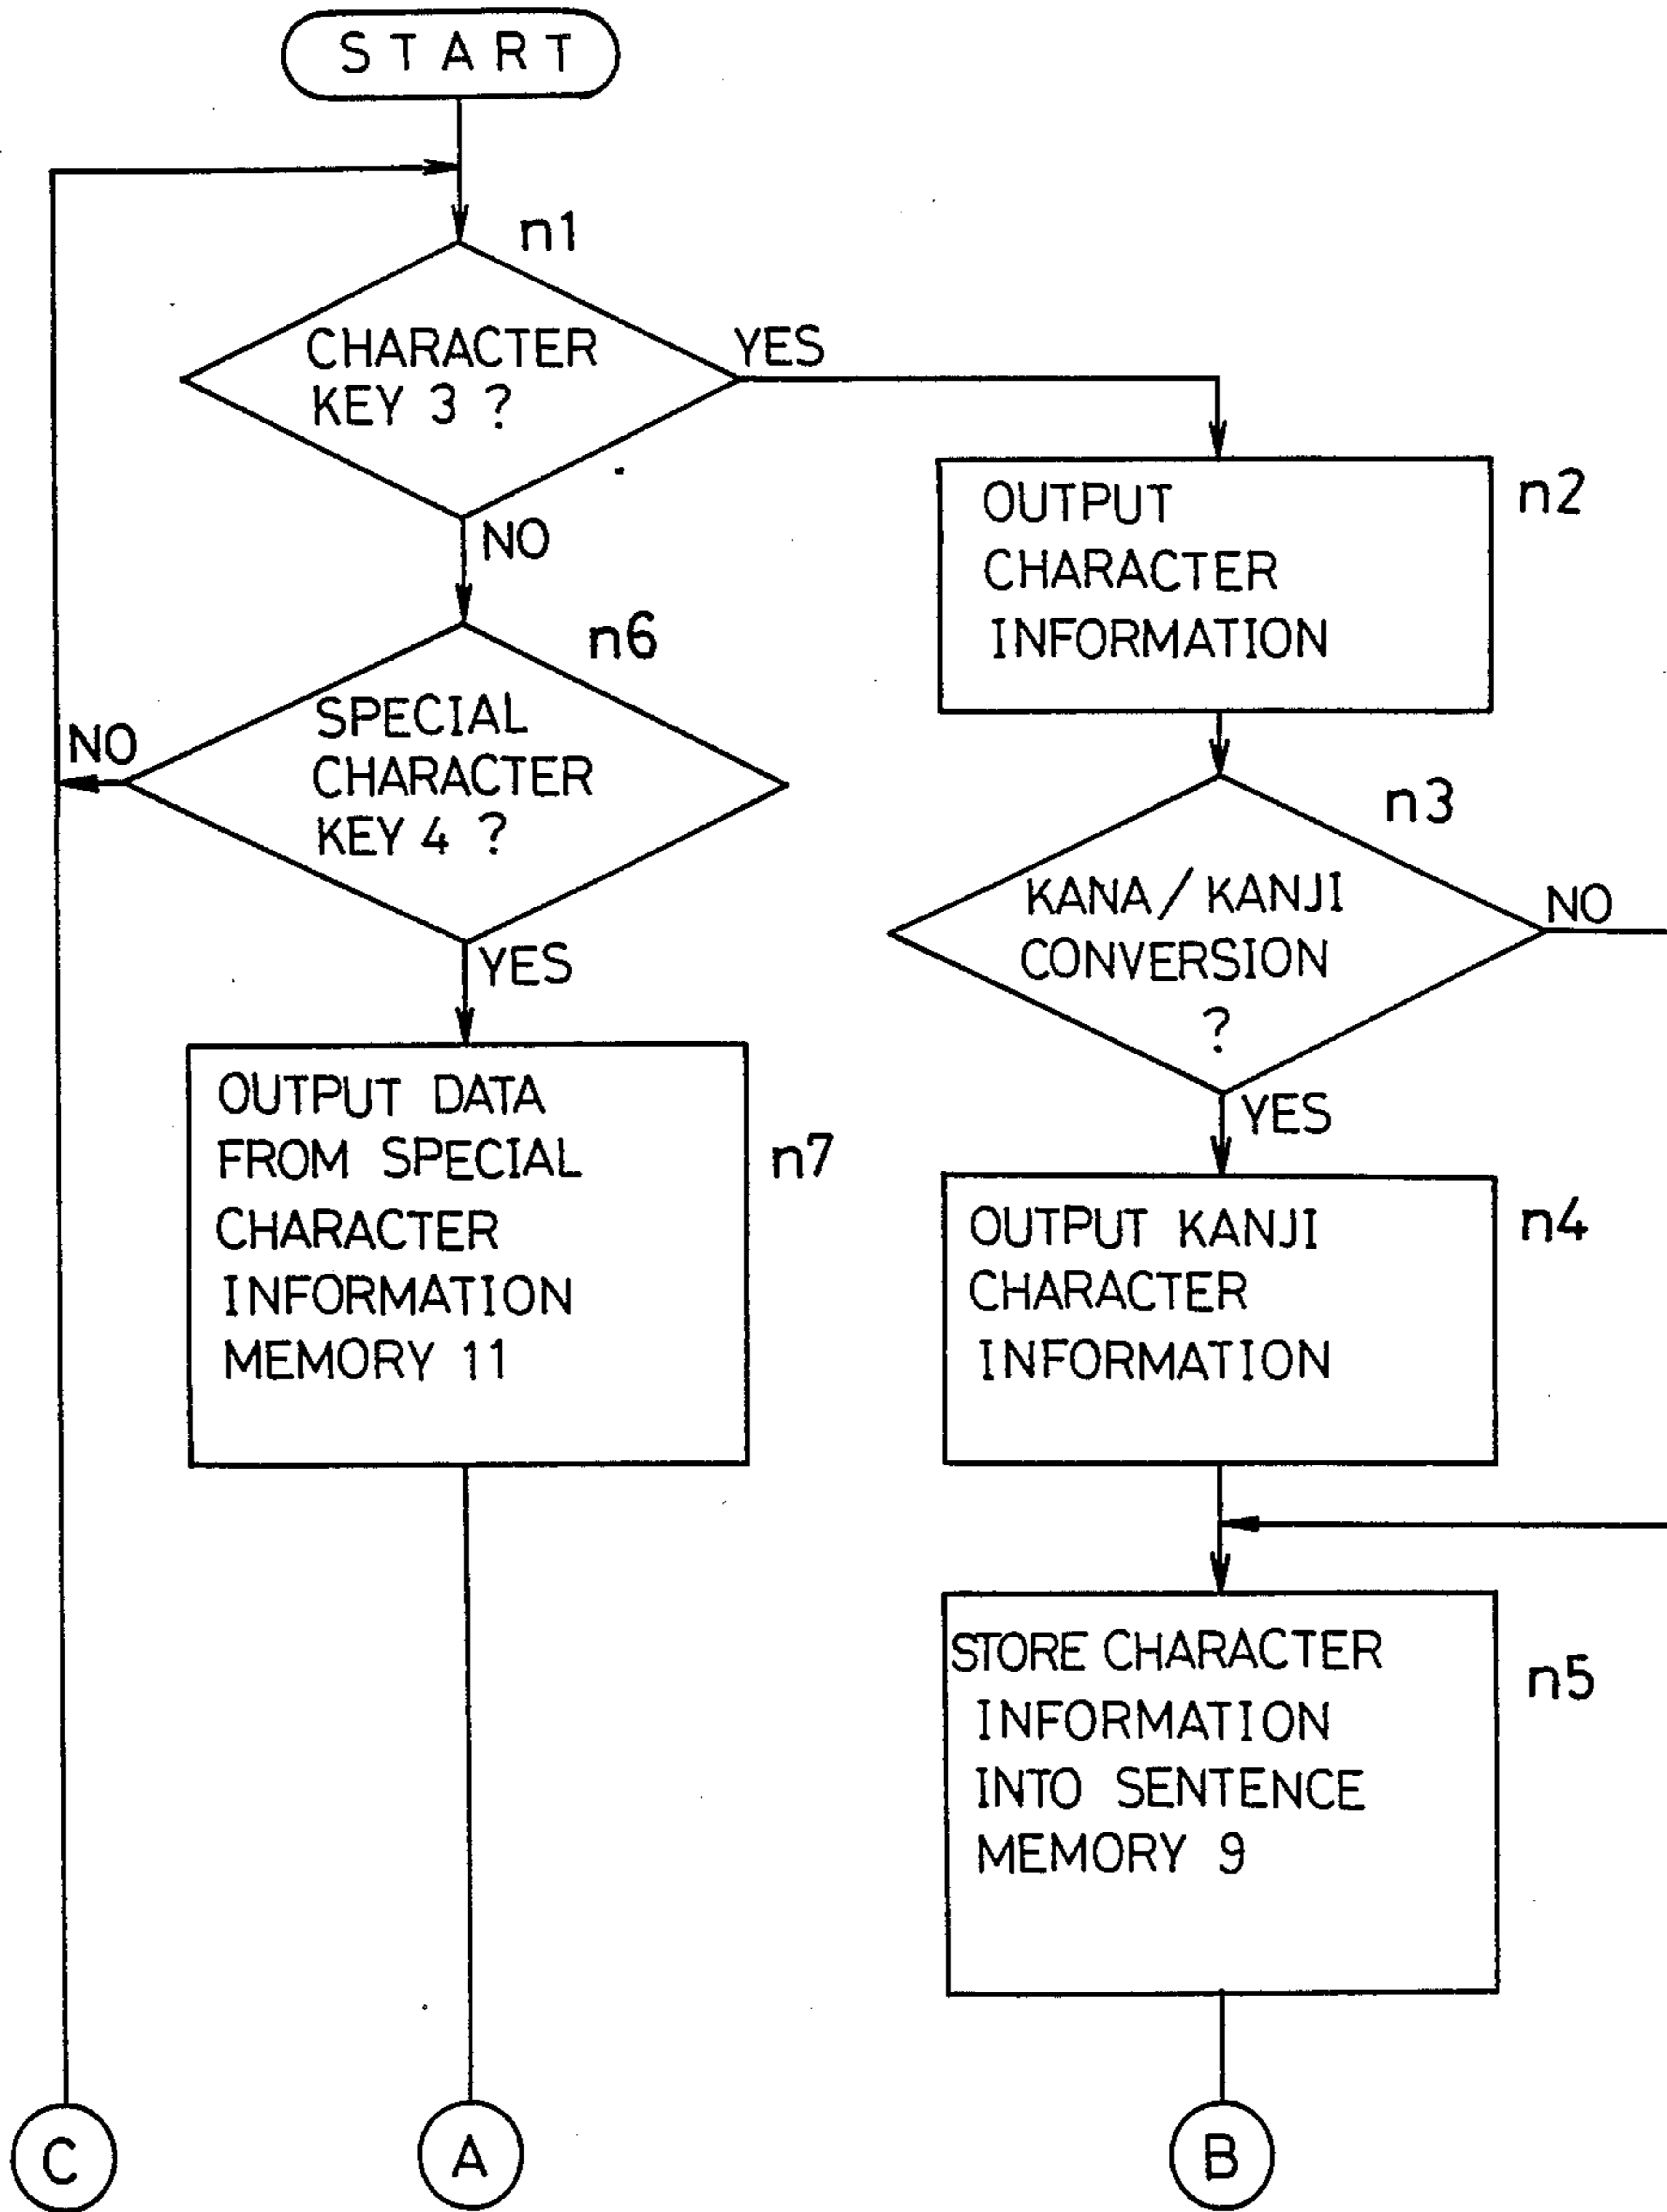 START
n1
CHARACTER
KEY 3 ?
YES
NO
n2
OUTPUT
CHARACTER
INFORMATION
n6
SPECIAL
CHARACTER
KEY 4 ?
NO
YES
n3
KANA / KANJI
CONVERSION
?
NO
YES
OUTPUT DATA
FROM SPECIAL
CHARACTER
INFORMATION
MEMORY 11
n7
OUTPUT KANJI
CHARACTER
INFORMATION
n4
STORE CHARACTER
INFORMATION
INTO SENTENCE
MEMORY 9
n5
C
A
B